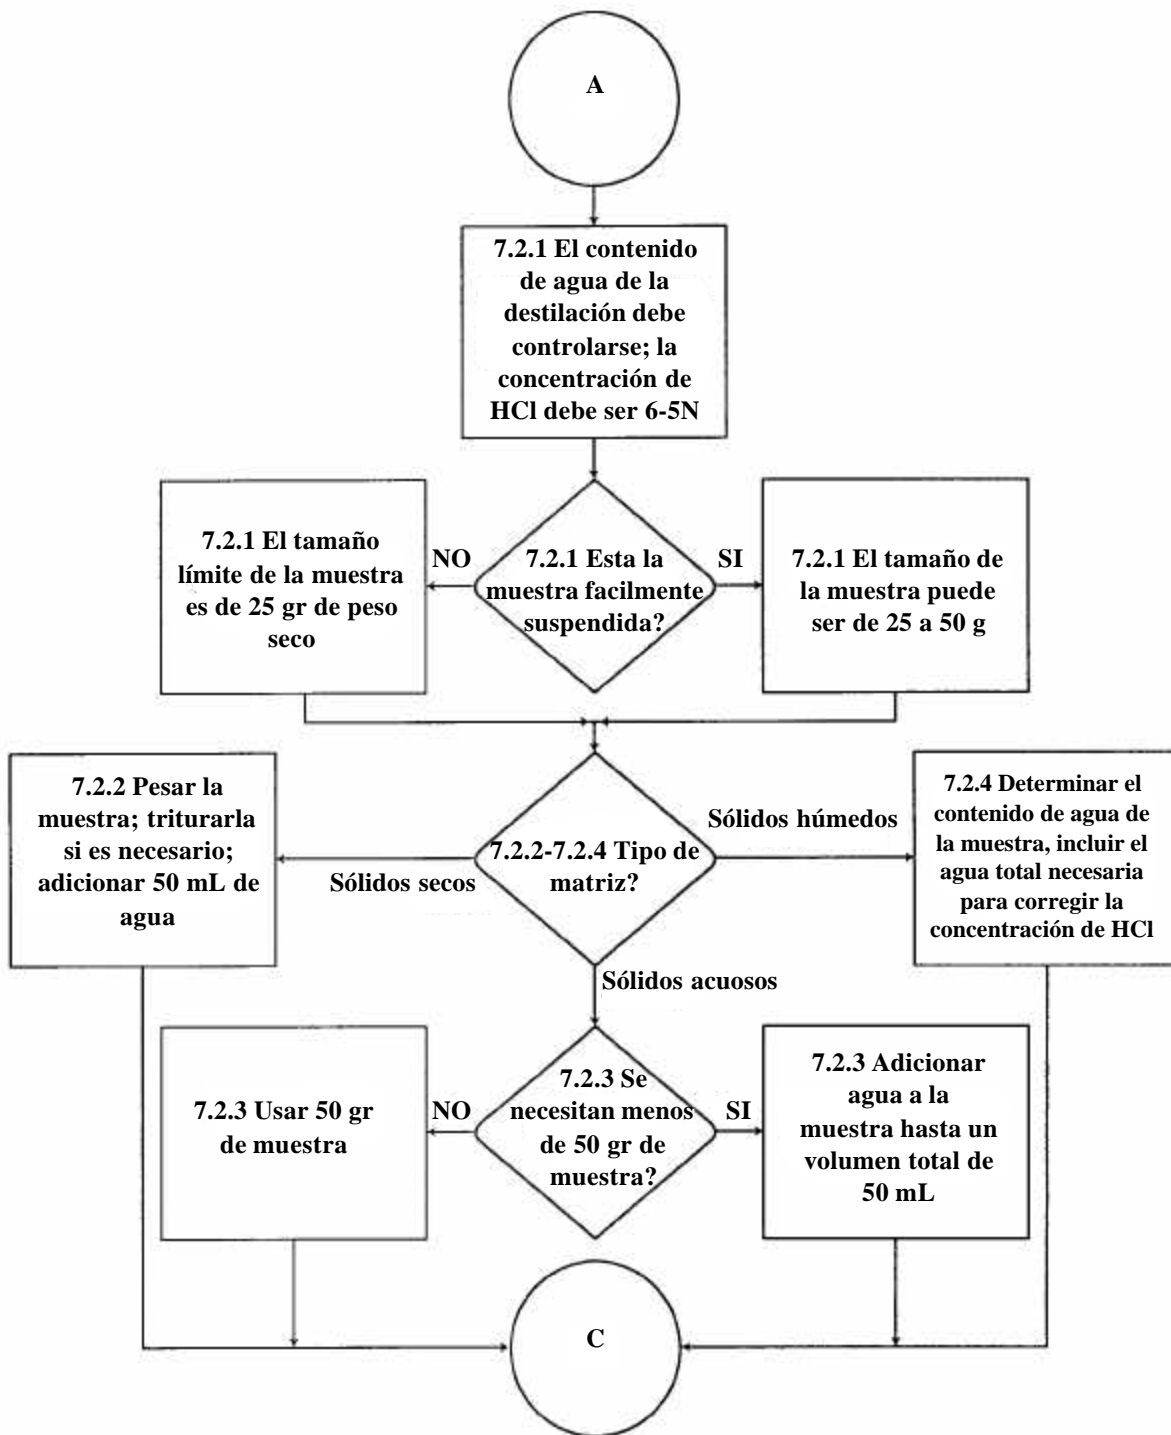 A
7.2.1 El contenido
de agua de la
destilación debe
controlarse; la
concentración de
HCl debe ser 6-5N
7.2.1 El tamaño
límite de la muestra
es de 25 gr de peso
seco
NO
7.2.1 Esta la
muestra facilmente
suspendida?
SI
7.2.1 El tamaño de
la muestra puede
ser de 25 a 50 g
7.2.2 Pesar la
muestra; triturarla
si es necesario;
adicionar 50 mL de
agua
Sólidos secos
7.2.2-7.2.4 Tipo de
matriz?
Sólidos húmedos
7.2.4 Determinar el
contenido de agua de
la muestra, incluir el
agua total necesaria
para corregir la
concentración de HCl
Sólidos acuosos
7.2.3 Usar 50 gr
de muestra
NO
7.2.3 Se
necesitan menos
de 50 gr de
muestra?
SI
7.2.3 Adicionar
agua a la
muestra hasta un
volumen total de
50 mL
C